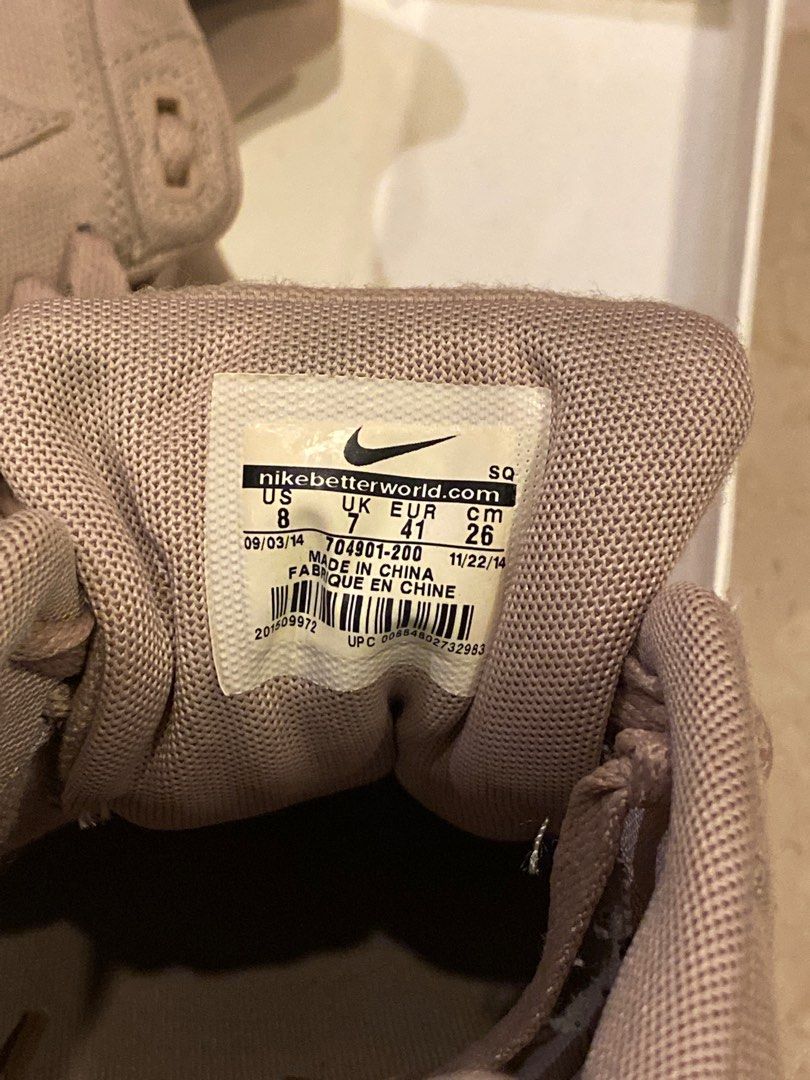 SQ
nikebetterworld.com
US UK EUR cm
8 7 41 26
09/03/14 704901-200 11/22/14
MADE IN CHINA
FABRIQUE EN CHINE
201509972 UPC 00884802732983